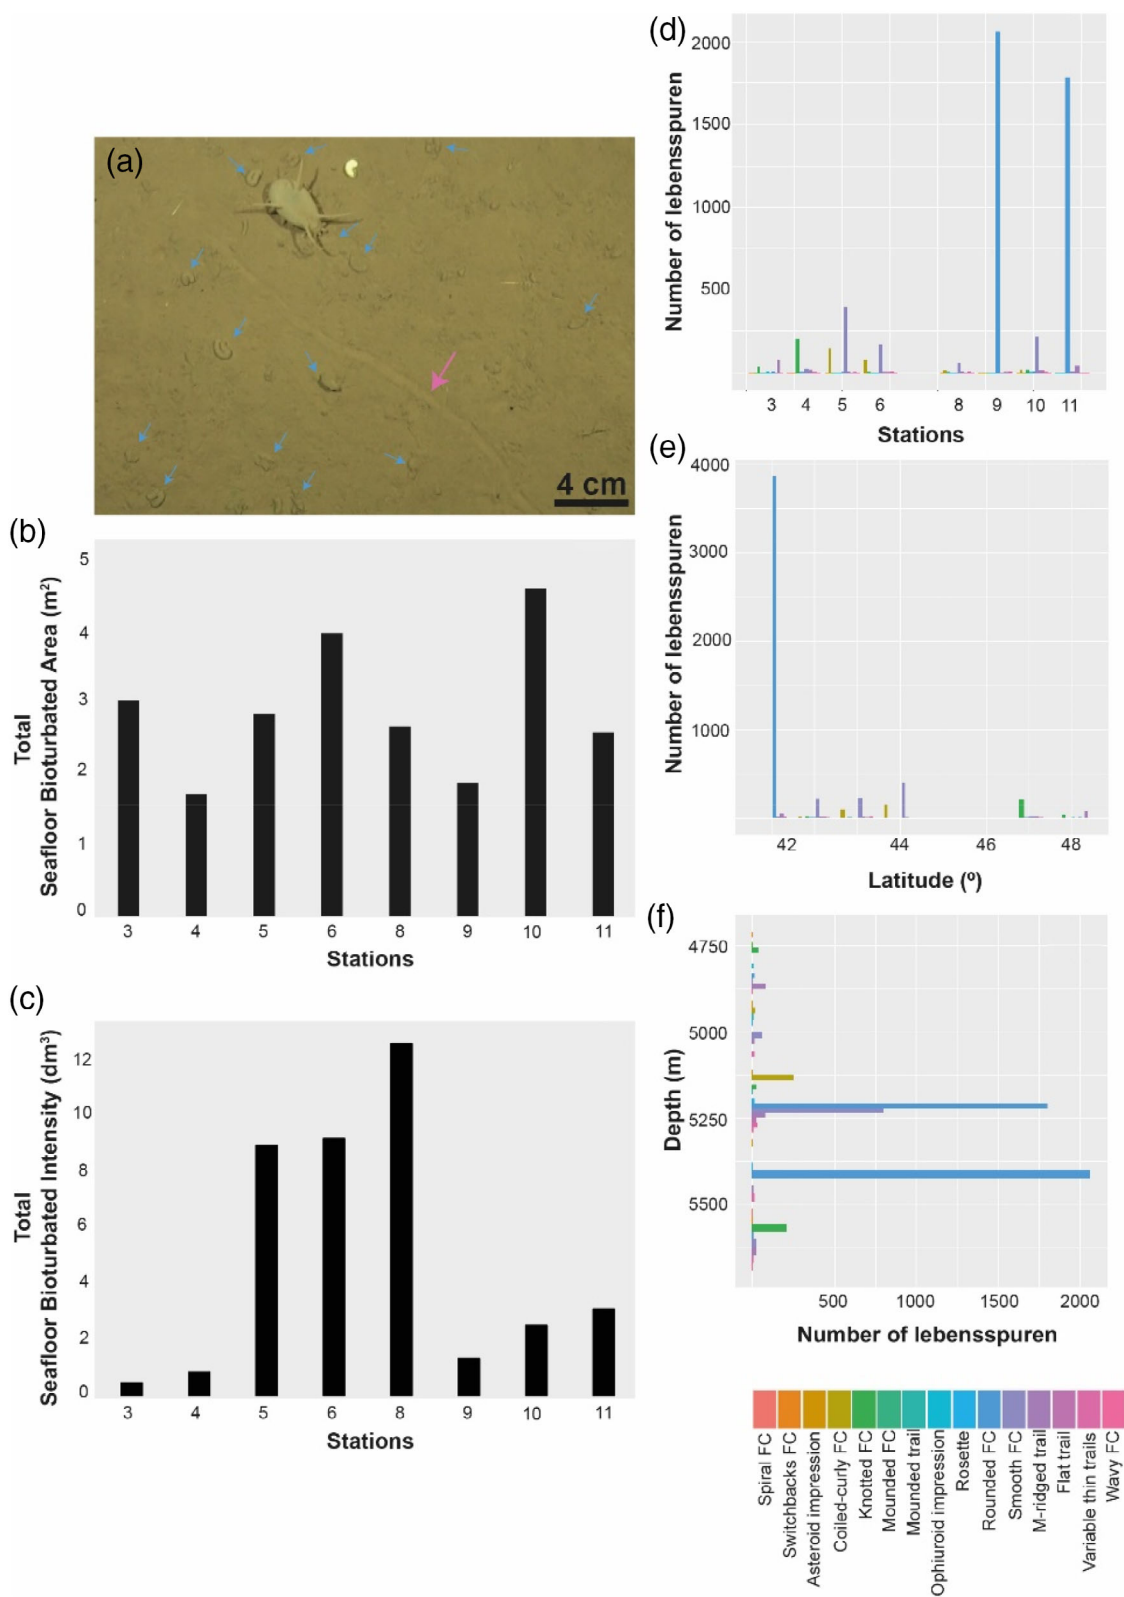 (a)
4 cm
(b)
Total
Seafloor Bioturbated Area (m²)
5
4
3
2
1
0
3 4 5 6 8 9 10 11
Stations
(c)
Total
Seafloor Bioturbated Intensity (dm³)
12
10
8
6
4
2
0
3 4 5 6 8 9 10 11
Stations
(d)
Number of lebensspuren
2000
1500
1000
500
3 4 5 6 8 9 10 11
Stations
(e)
Number of lebensspuren
4000
3000
2000
1000
42 44 46 48
Latitude (º)
(f)
Depth (m)
4750
5000
5250
5500
500 1000 1500 2000
Number of lebensspuren
Spiral FC
Switchbacks FC
Asteroid impression
Coiled-curly FC
Knotted FC
Mounded FC
Mounded trail
Ophiuroid impression
Rosette
Rounded FC
Smooth FC
M-ridged trail
Flat trail
Variable thin trails
Wavy FC